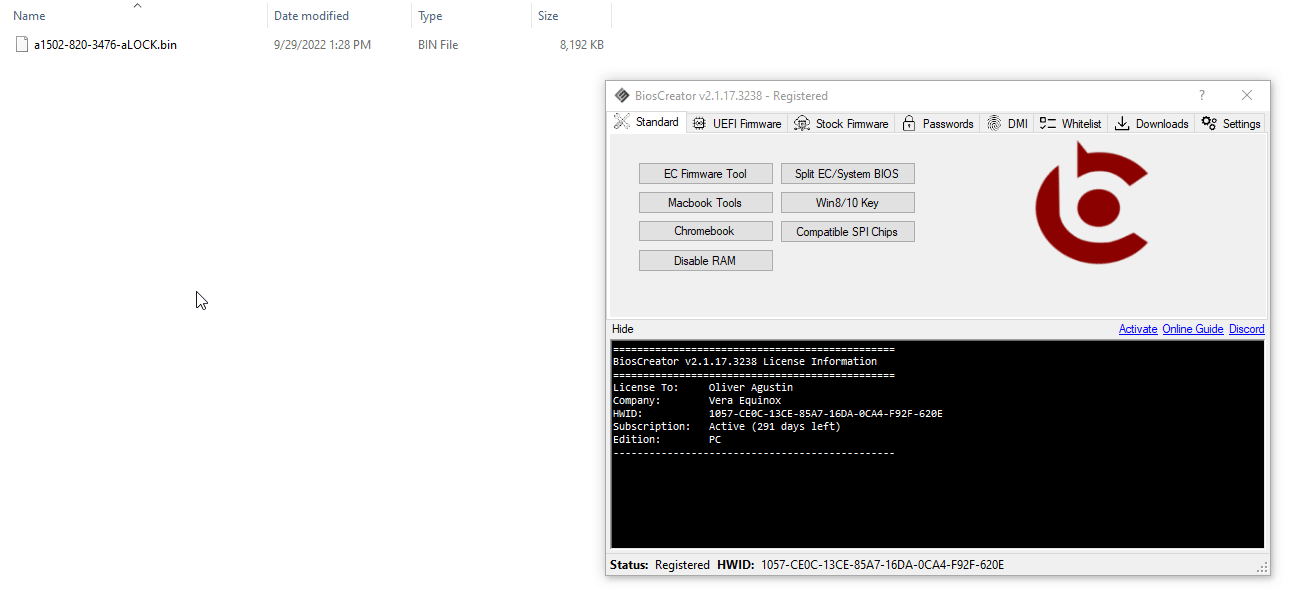 Name Date modified Type Size
a1502-820-3476-aLOCK.bin 9/29/2022 1:28 PM BIN File 8,192 KB
BiosCreator v2.1.17.3238 - Registered ?
Standard UEFI Firmware Stock Firmware Passwords DMI Whitelist Downloads Settings
EC Firmware Tool Split EC/System BIOS
Macbook Tools Win8/10 Key
Chromebook Compatible SPI Chips
Disable RAM
Hide Activate Online Guide Discord
===============================================
BiosCreator v2.1.17.3238 License Information
===============================================
License To: Oliver Agustin
Company: Vera Equinox
HWID: 1057-CE0C-13CE-85A7-16DA-0CA4-F92F-620E
Subscription: Active (291 days left)
Edition: PC
-----------------------------------------------
Status: Registered HWID: 1057-CE0C-13CE-85A7-16DA-0CA4-F92F-620E